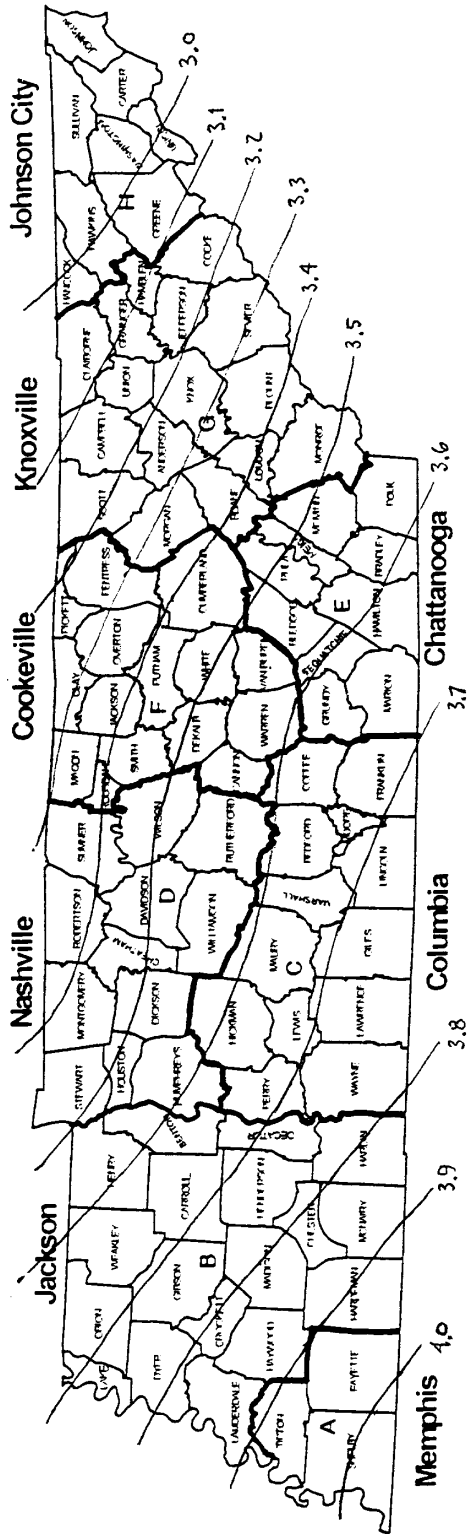 Jackson
Nashville
Cookeville
Knoxville
Johnson City
LAKE
OBION
WEAKLEY
HENRY
STEWART
MONTGOMERY
ROBERTSON
SUMNER
MACON
CLAY
PICKETT
SCOTT
CAMPBELL
CLAIBORNE
HANCOCK
HAWKINS
SULLIVAN
JOHNSON
DYER
GIBSON
CARROLL
BENTON
HOUSTON
HUMPHREYS
DICKSON
DAVIDSON
WILSON
SMITH
JACKSON
OVERTON
FENTRESS
MORGAN
ANDERSON
UNION
GRAINGER
HAMBLEN
GREENE
WASHINGTON
CARTER
LAUDERDALE
CROCKETT
MADISON
HENDERSON
DECATUR
PERRY
HICKMAN
WILLIAMSON
RUTHERFORD
CANNON
DEKALB
PUTNAM
WHITE
CUMBERLAND
ROANE
KNOX
JEFFERSON
COCKE
TIPTON
HAYWOOD
CHESTER
LEWIS
MAURY
MARSHALL
BEDFORD
COFFEE
WARREN
VAN BUREN
BLEDSOE
RHEA
LOUDON
BLOUNT
SEVIER
SHELBY
FAYETTE
HARDEMAN
McNAIRY
HARDIN
WAYNE
LAWRENCE
GILES
LINCOLN
MOORE
FRANKLIN
GRUNDY
MARION
SEQUATCHIE
HAMILTON
BRADLEY
McMINN
MONROE
POLK
A
B
C
D
E
F
G
H
Memphis
Columbia
Chattanooga
4.0
3.9
3.8
3.7
3.6
3.5
3.4
3.3
3.2
3.1
3.0